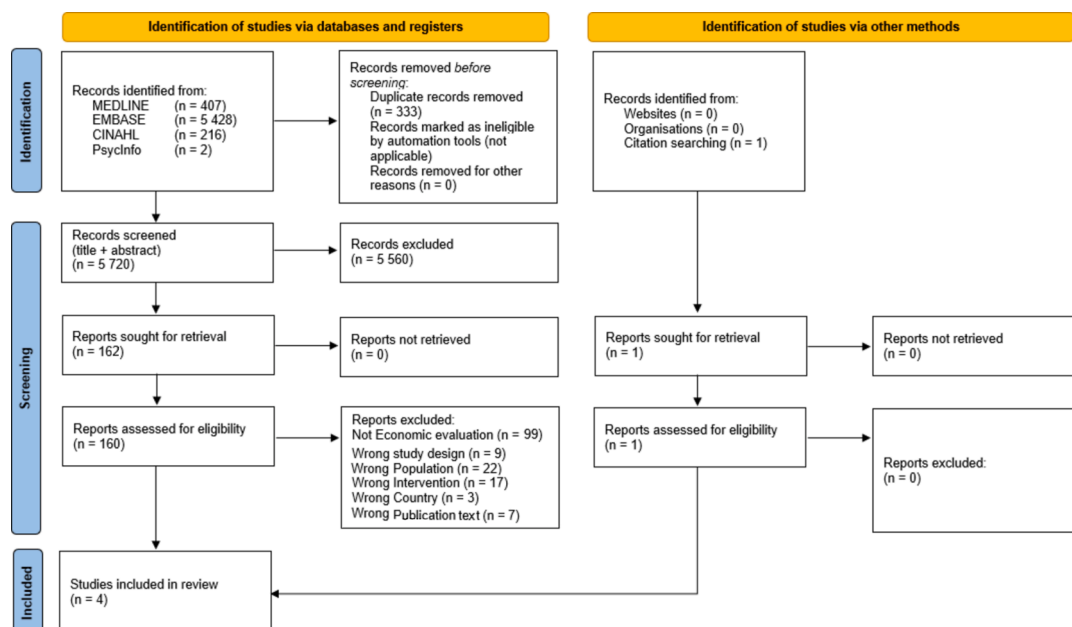 Identification of studies via databases and registers
Identification of studies via other methods
Identification
Records identified from:
MEDLINE (n = 407)
EMBASE (n = 5 428)
CINAHL (n = 216)
PsycInfo (n = 2)
Records removed before
screening:
Duplicate records removed
(n = 333)
Records marked as ineligible
by automation tools (not
applicable)
Records removed for other
reasons (n = 0)
Records identified from:
Websites (n = 0)
Organisations (n = 0)
Citation searching (n = 1)
Screening
Records screened
(title + abstract)
(n = 5 720)
Records excluded
(n = 5 560)
Reports sought for retrieval
(n = 162)
Reports not retrieved
(n = 0)
Reports sought for retrieval
(n = 1)
Reports not retrieved
(n = 0)
Reports assessed for eligibility
(n = 160)
Reports excluded:
Not Economic evaluation (n = 99)
Wrong study design (n = 9)
Wrong Population (n = 22)
Wrong Intervention (n = 17)
Wrong Country (n = 3)
Wrong Publication text (n = 7)
Reports assessed for eligibility
(n = 1)
Reports excluded:
(n = 0)
Included
Studies included in review
(n = 4)